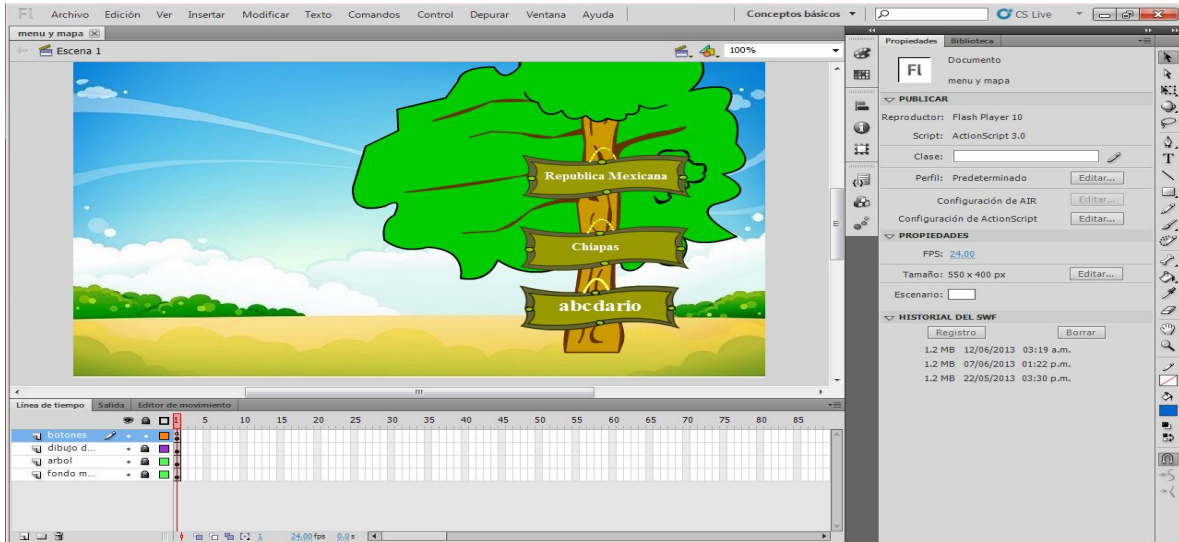 Fl Archivo Edición Ver Insertar Modificar Texto Comandos Control Depurar Ventana Ayuda Conceptos básicos CS Live
menu y mapa
Escena 1 100%
Republica Mexicana
Chiapas
abcdario
Línea de tiempo Salida Editor de movimiento
1 5 10 15 20 25 30 35 40 45 50 55 60 65 70 75 80 85
botones
dibujo d...
arbol
fondo m...
1 24.00 fps 0.0 s
Propiedades Biblioteca
Fl
Documento
menu y mapa
PUBLICAR
Reproductor: Flash Player 10
Script: ActionScript 3.0
Clase:
Perfil: Predeterminado Editar...
Configuración de AIR Editar...
Configuración de ActionScript Editar...
PROPIEDADES
FPS: 24.00
Tamaño: 550 x 400 px Editar...
Escenario:
HISTORIAL DEL SWF
Registro Borrar
1.2 MB 12/06/2013 03:19 a.m.
1.2 MB 07/06/2013 01:22 p.m.
1.2 MB 22/05/2013 03:30 p.m.